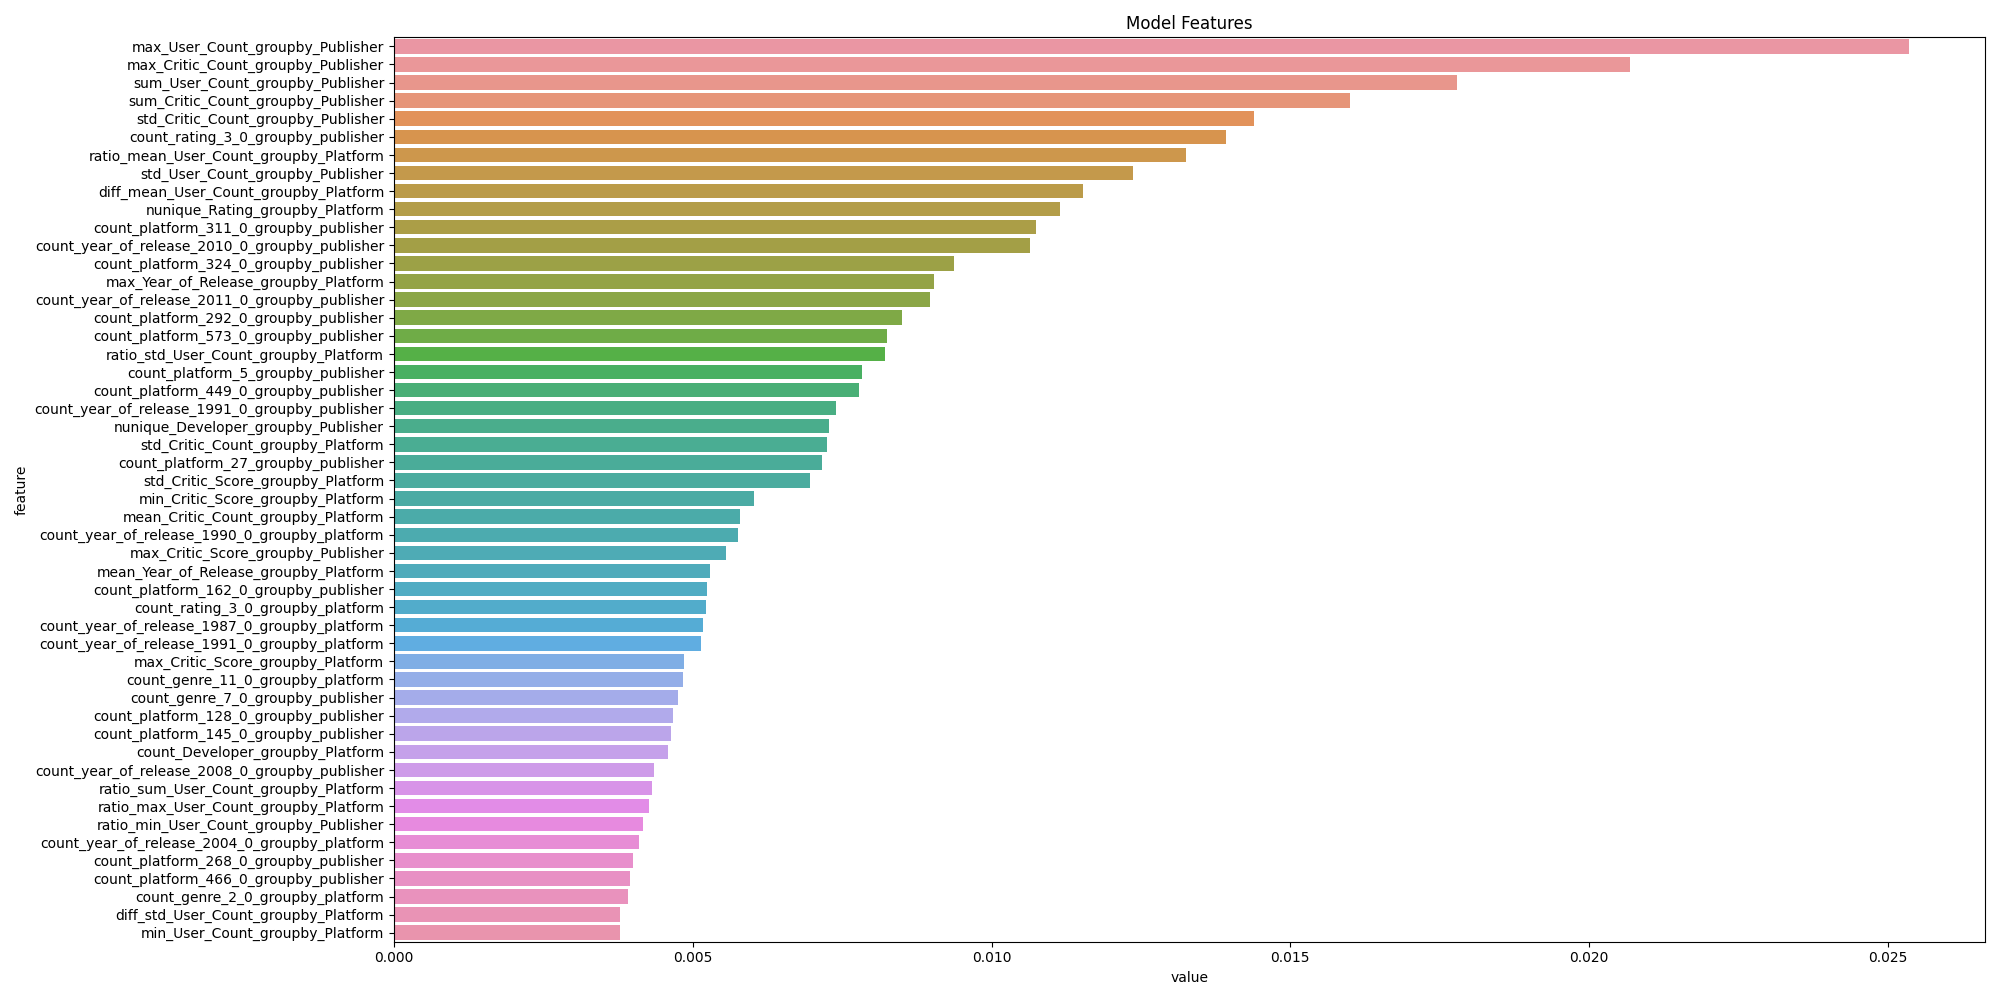 Model Features
max_User_Count_groupby_Publisher
max_Critic_Count_groupby_Publisher
sum_User_Count_groupby_Publisher
sum_Critic_Count_groupby_Publisher
std_Critic_Count_groupby_Publisher
count_rating_3_0_groupby_publisher
ratio_mean_User_Count_groupby_Platform
std_User_Count_groupby_Publisher
diff_mean_User_Count_groupby_Platform
nunique_Rating_groupby_Platform
count_platform_311_0_groupby_publisher
count_year_of_release_2010_0_groupby_publisher
count_platform_324_0_groupby_publisher
max_Year_of_Release_groupby_Platform
count_year_of_release_2011_0_groupby_publisher
count_platform_292_0_groupby_publisher
count_platform_573_0_groupby_publisher
ratio_std_User_Count_groupby_Platform
count_platform_5_groupby_publisher
count_platform_449_0_groupby_publisher
count_year_of_release_1991_0_groupby_publisher
nunique_Developer_groupby_Publisher
std_Critic_Count_groupby_Platform
count_platform_27_groupby_publisher
std_Critic_Score_groupby_Platform
min_Critic_Score_groupby_Platform
mean_Critic_Count_groupby_Platform
count_year_of_release_1990_0_groupby_platform
max_Critic_Score_groupby_Publisher
mean_Year_of_Release_groupby_Platform
count_platform_162_0_groupby_publisher
count_rating_3_0_groupby_platform
count_year_of_release_1987_0_groupby_platform
count_year_of_release_1991_0_groupby_platform
max_Critic_Score_groupby_Platform
count_genre_11_0_groupby_platform
count_genre_7_0_groupby_publisher
count_platform_128_0_groupby_publisher
count_platform_145_0_groupby_publisher
count_Developer_groupby_Platform
count_year_of_release_2008_0_groupby_publisher
ratio_sum_User_Count_groupby_Platform
ratio_max_User_Count_groupby_Platform
ratio_min_User_Count_groupby_Publisher
count_year_of_release_2004_0_groupby_platform
count_platform_268_0_groupby_publisher
count_platform_466_0_groupby_publisher
count_genre_2_0_groupby_platform
diff_std_User_Count_groupby_Platform
min_User_Count_groupby_Platform
feature
0.000 0.005 0.010 0.015 0.020 0.025
value